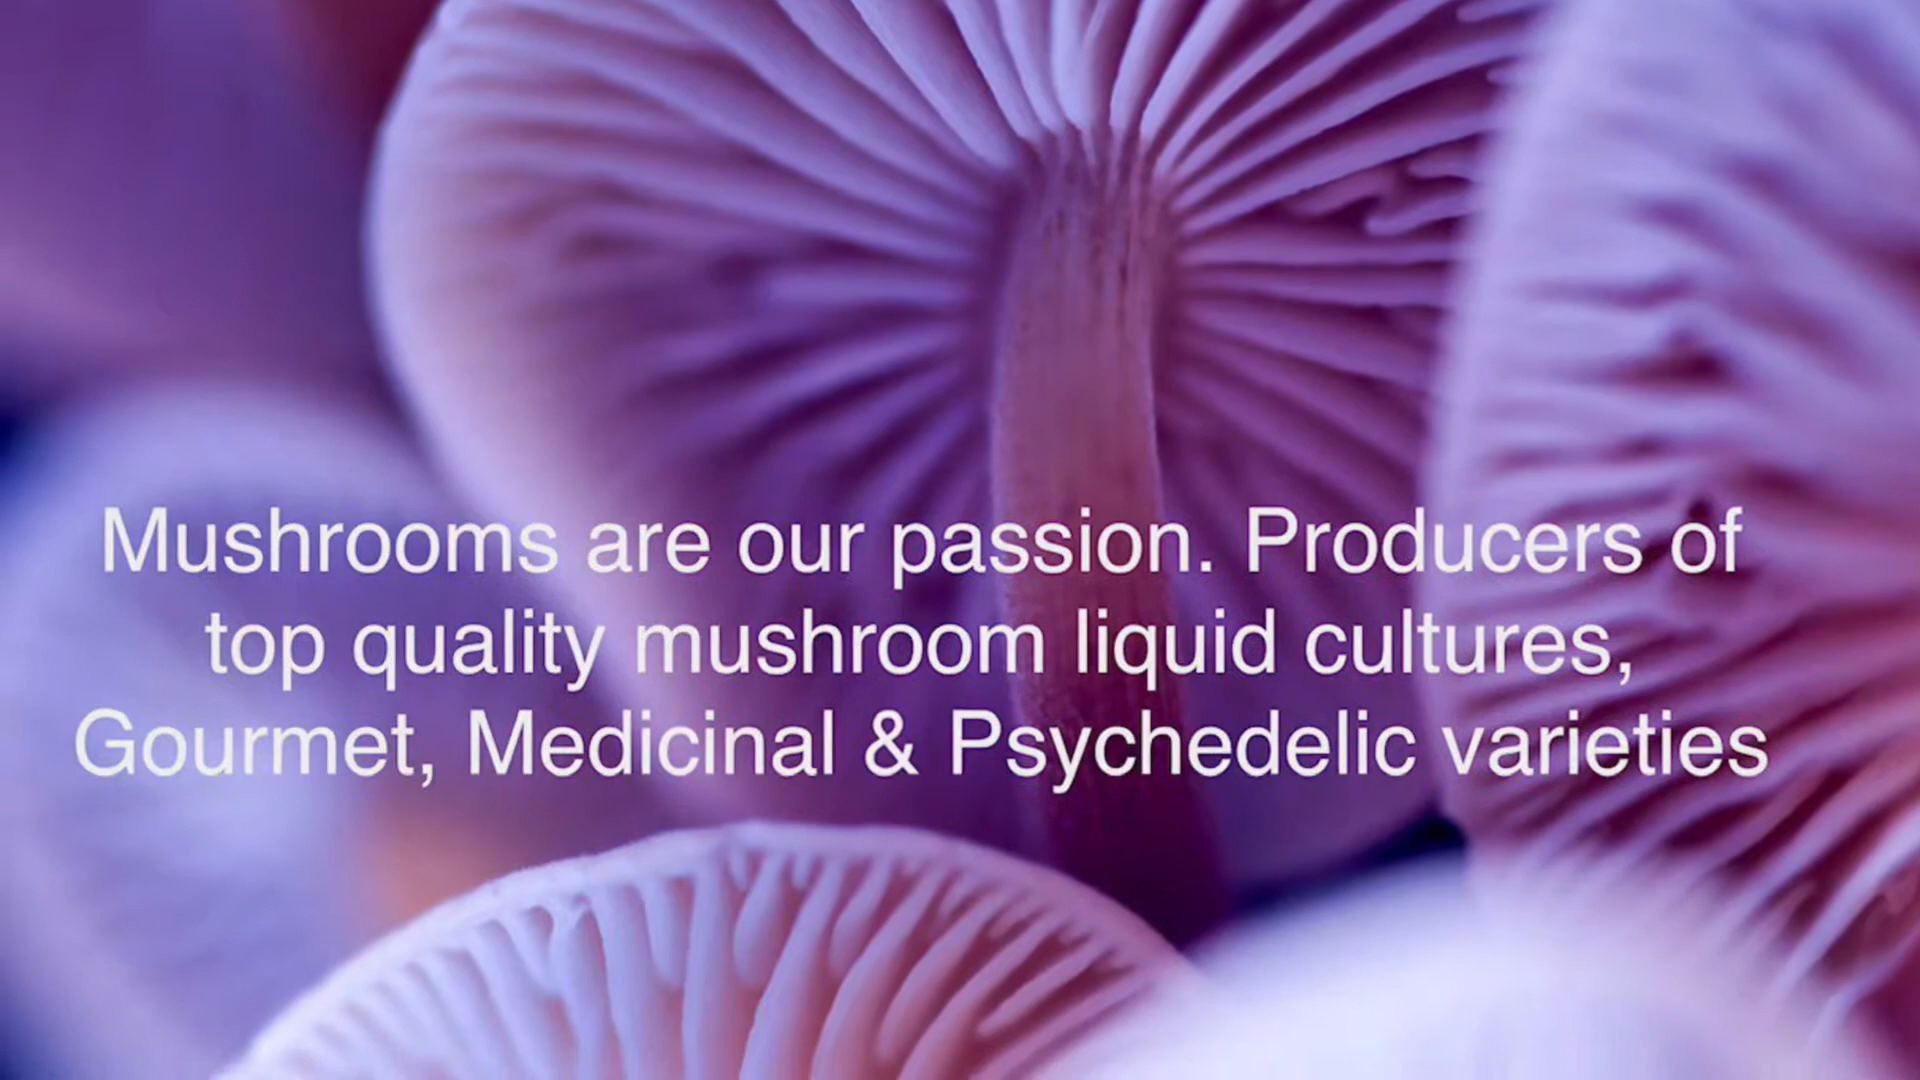 Mushrooms are our passion. Producers of
top quality mushroom liquid cultures,
Gourmet, Medicinal & Psychedelic varieties